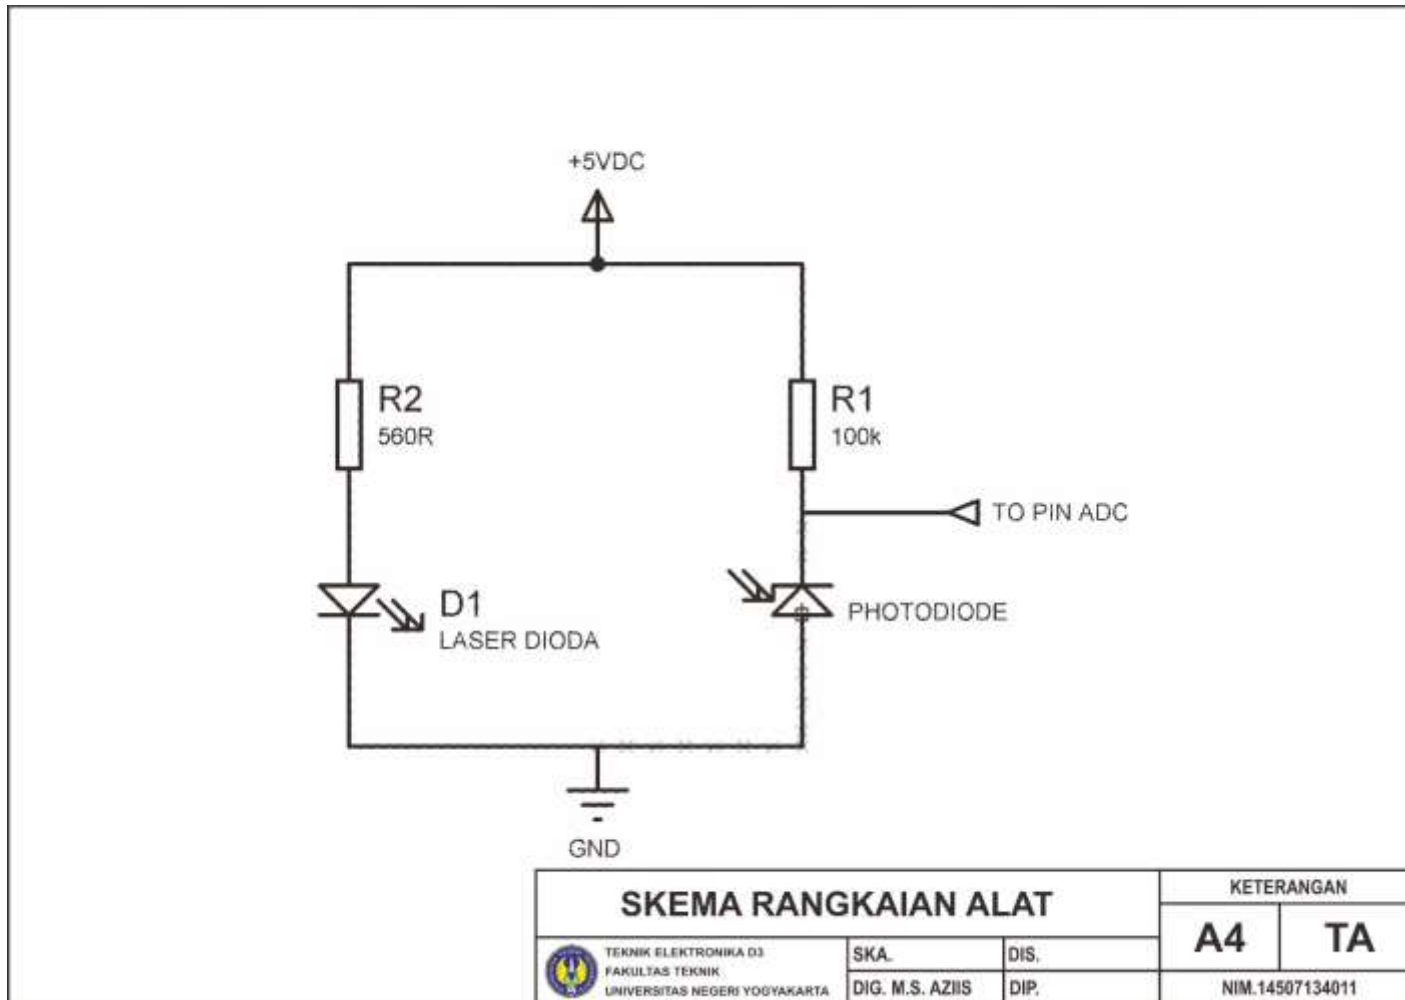 +5VDC
R2
560R
R1
100k
TO PIN ADC
D1
LASER DIODA
PHOTODIODE
GND
SKEMA RANGKAIAN ALAT
KETERANGAN
A4
TA
TEKNIK ELEKTRONIKA D3
FAKULTAS TEKNIK
UNIVERSITAS NEGERI YOGYAKARTA
SKA.
DIS.
DIG. M.S. AZIIS
DIP.
NIM.14507134011